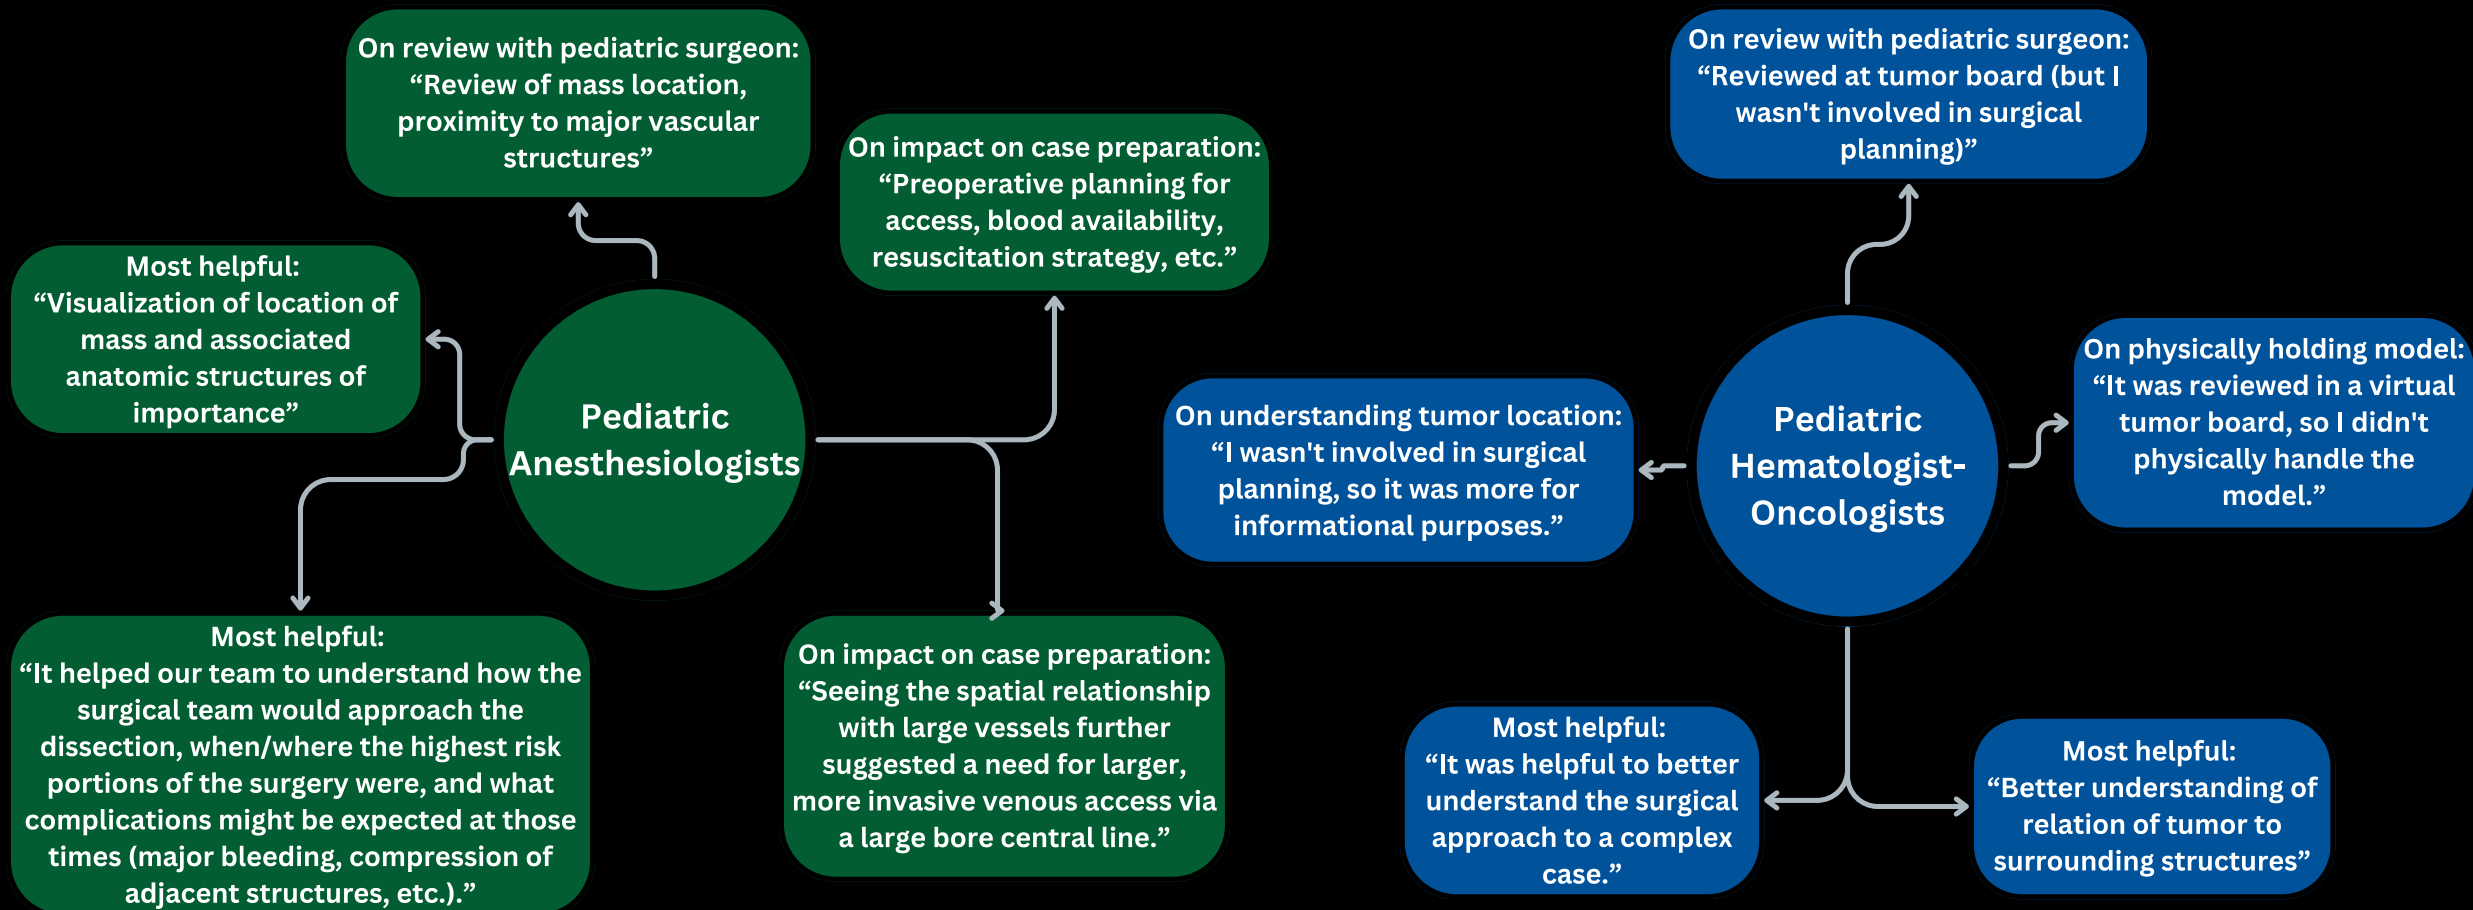 On review with pediatric surgeon:
“Review of mass location,
proximity to major vascular
structures”
On impact on case preparation:
“Preoperative planning for
access, blood availability,
resuscitation strategy, etc.”
Most helpful:
“Visualization of location of
mass and associated
anatomic structures of
importance”
Pediatric
Anesthesiologists
Most helpful:
“It helped our team to understand how the
surgical team would approach the
dissection, when/where the highest risk
portions of the surgery were, and what
complications might be expected at those
times (major bleeding, compression of
adjacent structures, etc.).”
On impact on case preparation:
“Seeing the spatial relationship
with large vessels further
suggested a need for larger,
more invasive venous access via
a large bore central line.”
On review with pediatric surgeon:
“Reviewed at tumor board (but I
wasn't involved in surgical
planning)”
On physically holding model:
“It was reviewed in a virtual
tumor board, so I didn't
physically handle the
model.”
On understanding tumor location:
“I wasn't involved in surgical
planning, so it was more for
informational purposes.”
Pediatric
Hematologist-
Oncologists
Most helpful:
“It was helpful to better
understand the surgical
approach to a complex
case.”
Most helpful:
“Better understanding of
relation of tumor to
surrounding structures”